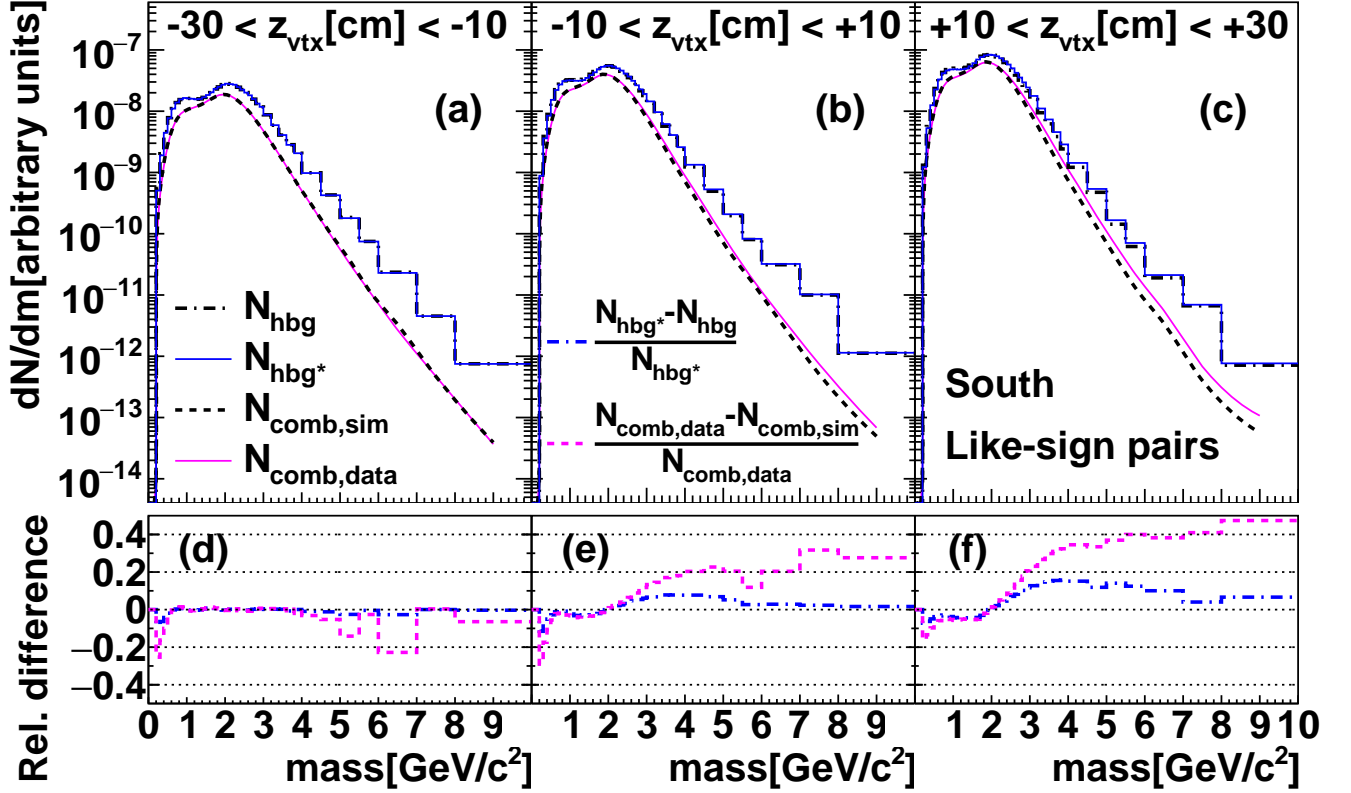 dN/dm[arbitrary units]
10⁻⁷
10⁻⁸
10⁻⁹
10⁻¹⁰
10⁻¹¹
10⁻¹²
10⁻¹³
10⁻¹⁴
-30 < z_vtx[cm] < -10
(a)
N_hbg
N_hbg*
N_comb,sim
N_comb,data
-10 < z_vtx[cm] < +10
(b)
N_hbg*-N_hbg
N_hbg*
N_comb,data-N_comb,sim
N_comb,data
+10 < z_vtx[cm] < +30
(c)
South
Like-sign pairs
Rel. difference
0.4
0.2
0
−0.2
−0.4
(d)
(e)
(f)
0 1 2 3 4 5 6 7 8 9
1 2 3 4 5 6 7 8 9
1 2 3 4 5 6 7 8 9 10
mass[GeV/c²]
mass[GeV/c²]
mass[GeV/c²]